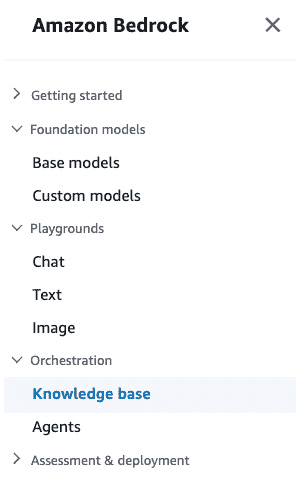 Amazon Bedrock
Getting started
Foundation models
Base models
Custom models
Playgrounds
Chat
Text
Image
Orchestration
Knowledge base
Agents
Assessment & deployment